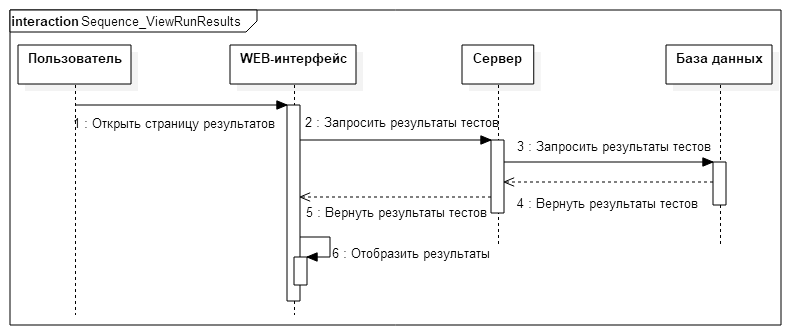 interaction Sequence_ViewRunResults
Пользователь
WEB-интерфейс
Сервер
База данных
1 : Открыть страницу результатов
2 : Запросить результаты тестов
3 : Запросить результаты тестов
4 : Вернуть результаты тестов
5 : Вернуть результаты тестов
6 : Отобразить результаты